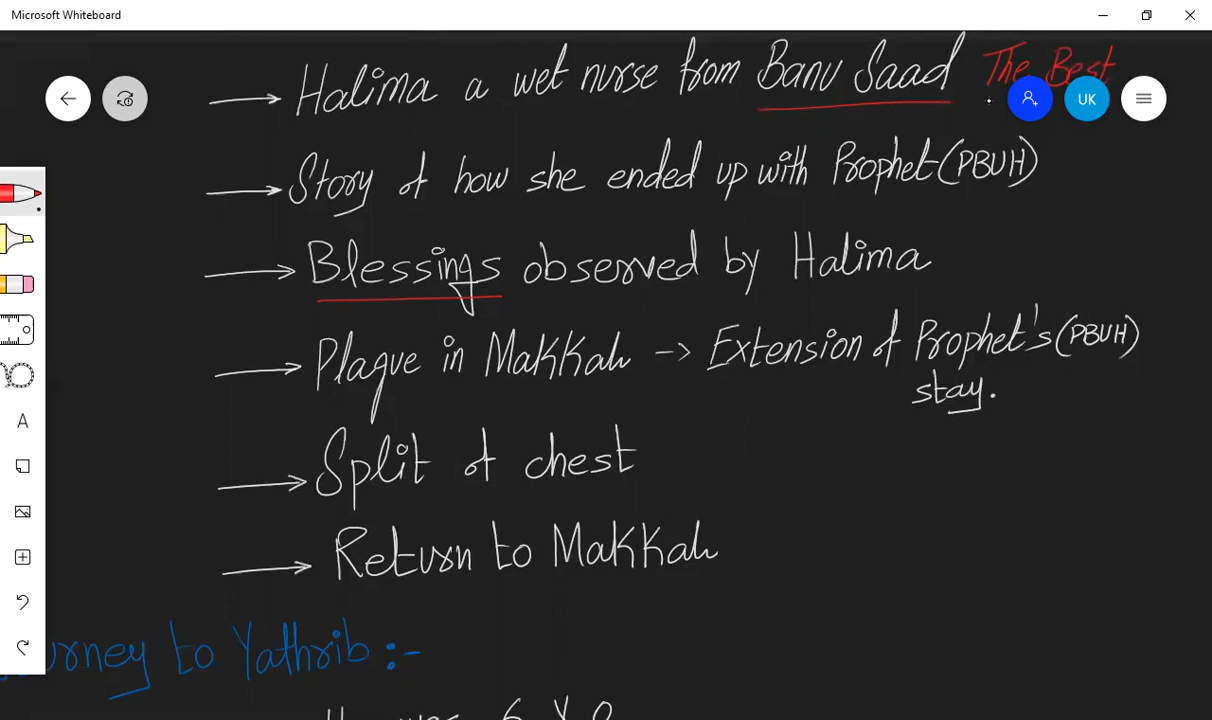 Microsoft Whiteboard
→ Halima a wet nurse from Banu Saad The Best
UK
→ Story of how she ended up with Prophet (PBUH)
→ Blessings observed by Halima
→ Plague in Makkah -> Extension of Prophet's (PBUH)
stay.
→ Split of chest
→ Return to Makkah
urney to Yathrib :-
A